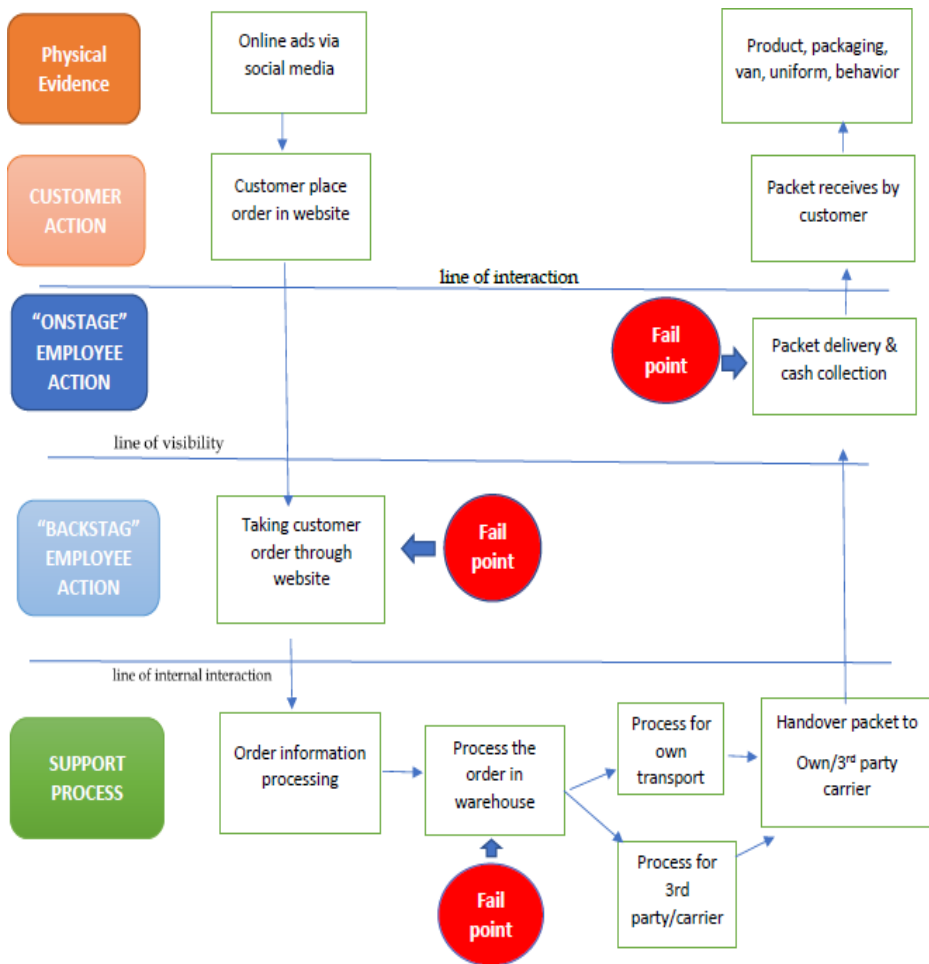 Physical
Evidence
Online ads via
social media
Product, packaging,
van, uniform, behavior
CUSTOMER
ACTION
Customer place
order in website
Packet receives by
customer
line of interaction
“ONSTAGE”
EMPLOYEE
ACTION
Fail
point
Packet delivery &
cash collection
line of visibility
“BACKSTAG”
EMPLOYEE
ACTION
Taking customer
order through
website
Fail
point
line of internal interaction
SUPPORT
PROCESS
Order information
processing
Process the
order in
warehouse
Process for
own
transport
Handover packet to
Own/3rd party
carrier
Fail
point
Process for
3rd
party/carrier